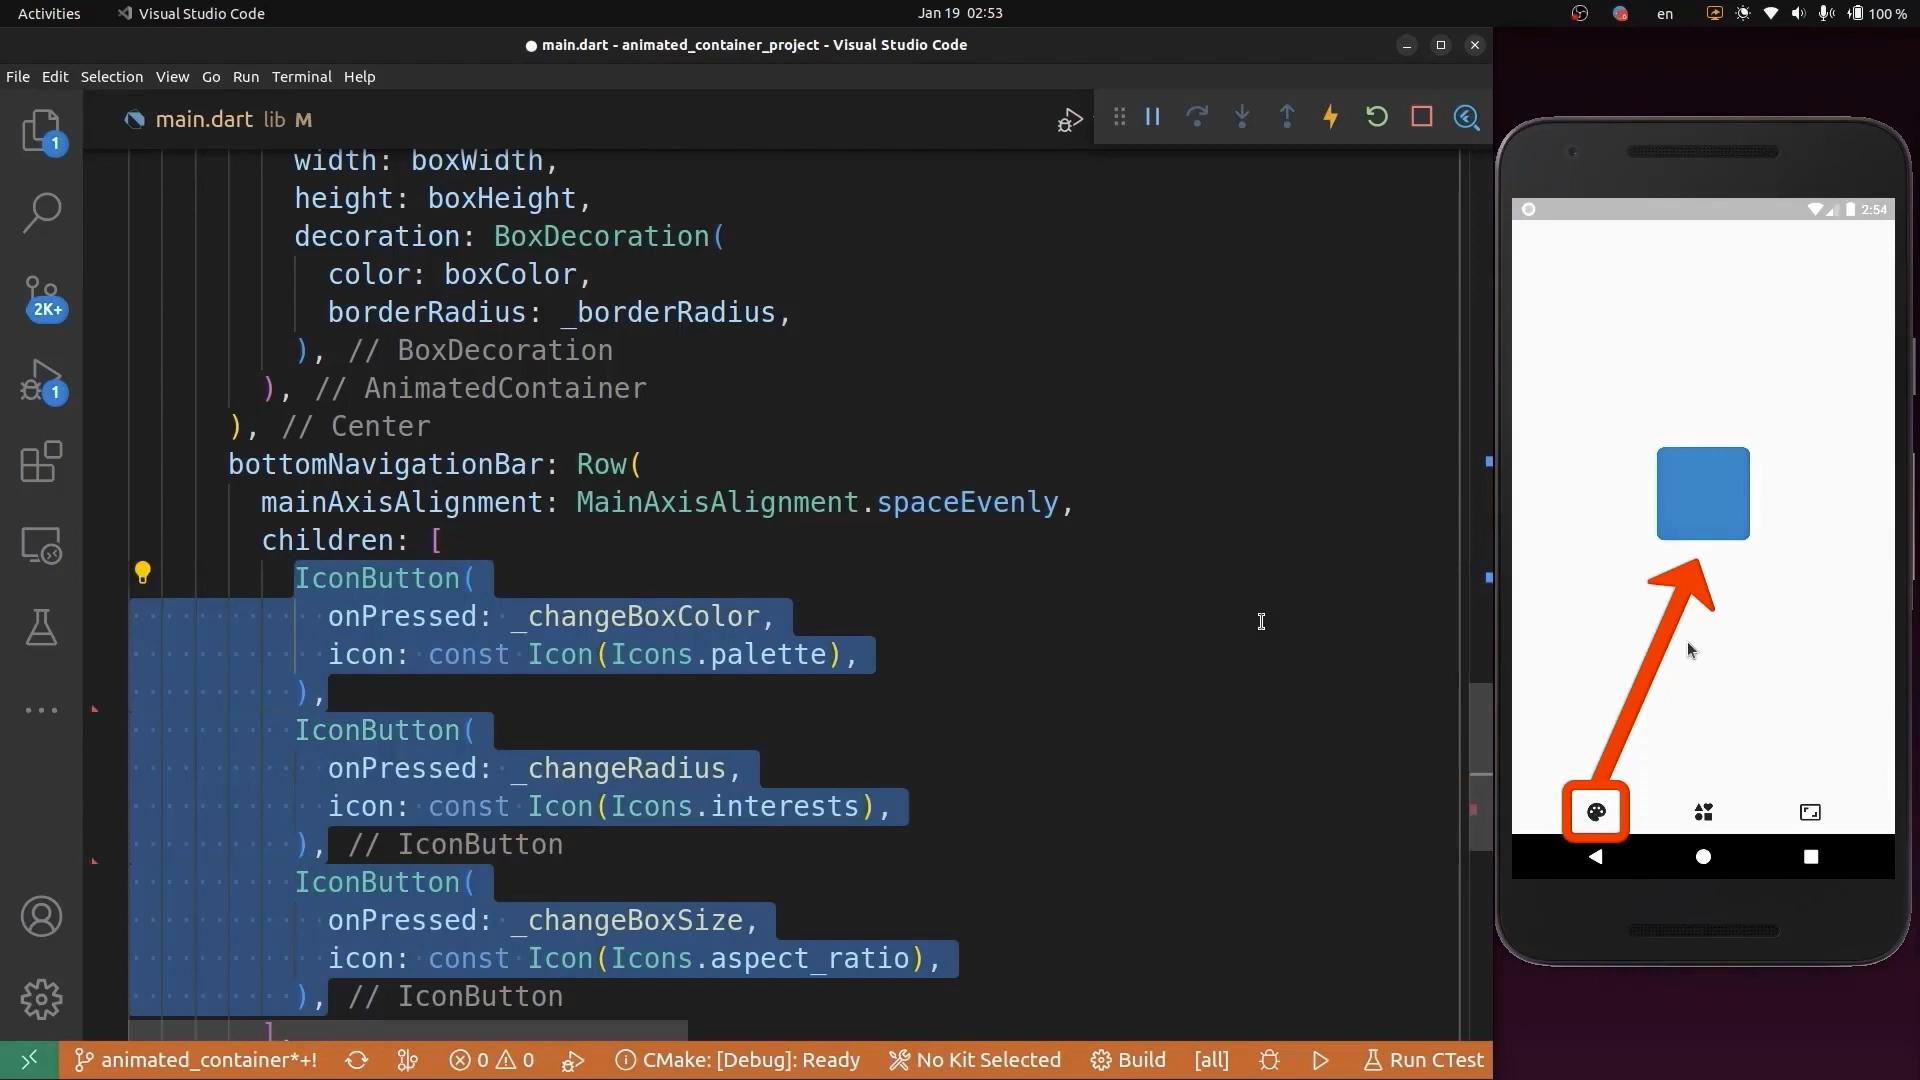 Activities
Visual Studio Code
Jan 19 02:53
en
100 %
main.dart - animated_container_project - Visual Studio Code
File Edit Selection View Go Run Terminal Help
main.dart lib M
1
2K+
1
width: boxWidth,
height: boxHeight,
decoration: BoxDecoration(
color: boxColor,
borderRadius: _borderRadius,
), // BoxDecoration
), // AnimatedContainer
), // Center
bottomNavigationBar: Row(
mainAxisAlignment: MainAxisAlignment.spaceEvenly,
children: [
IconButton(
onPressed: _changeBoxColor,
icon: const Icon(Icons.palette),
),
IconButton(
onPressed: _changeRadius,
icon: const Icon(Icons.interests),
), // IconButton
IconButton(
onPressed: _changeBoxSize,
icon: const Icon(Icons.aspect_ratio),
), // IconButton
],
2:54
animated_container*+! 0 0 CMake: [Debug]: Ready No Kit Selected Build [all] Run CTest